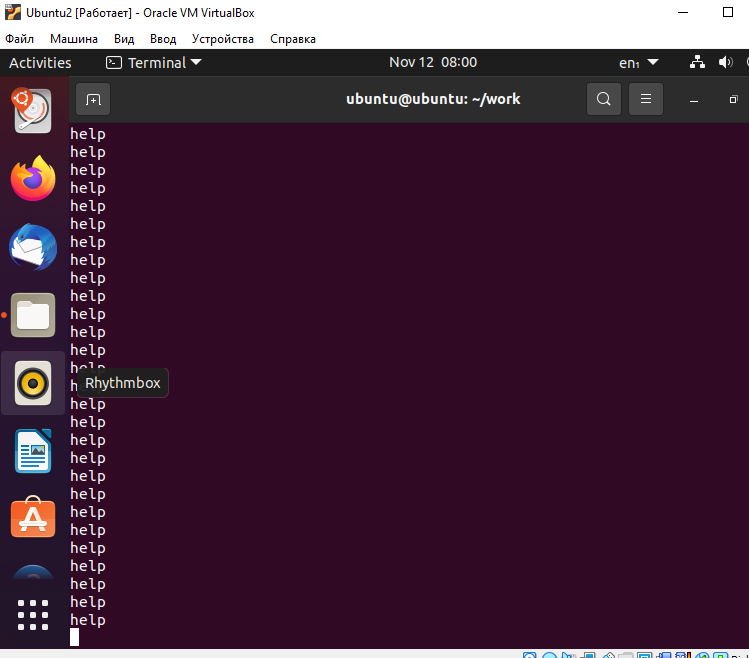 Ubuntu2 [Работает] - Oracle VM VirtualBox
Файл Машина Вид Ввод Устройства Справка
Activities Terminal Nov 12 08:00 en₁
ubuntu@ubuntu: ~/work
help
help
help
help
help
help
help
help
help
help
help
help
help
help
Rhythmbox
help
help
help
help
help
help
help
help
help
help
help
help
help